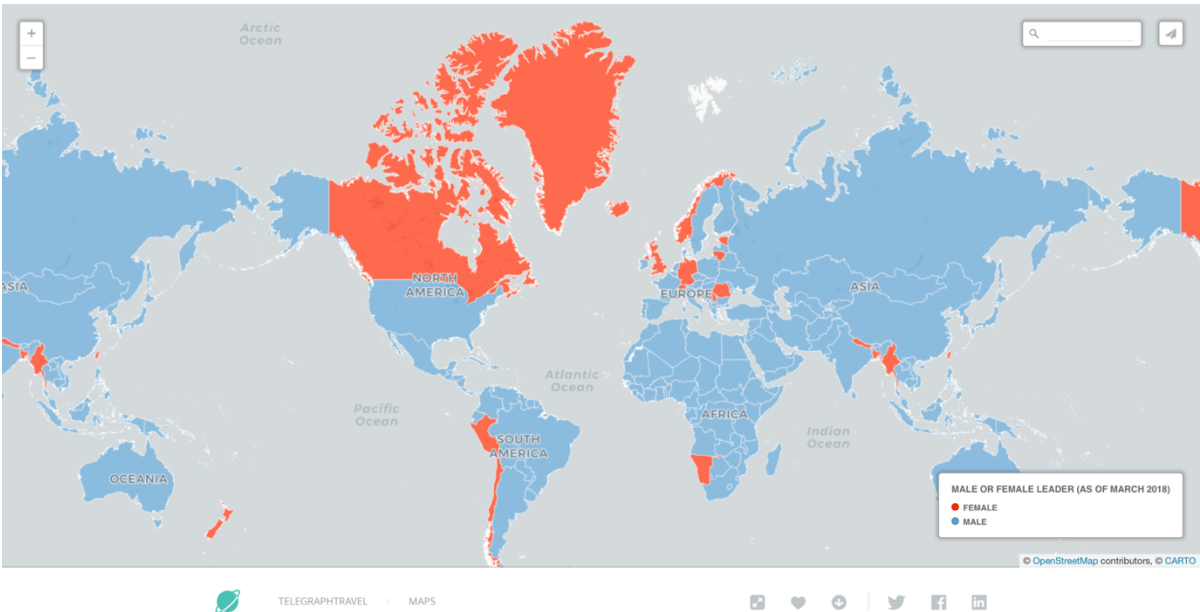 +
−
Arctic
Ocean
NORTH
AMERICA
EUROPE
ASIA
ASIA
Atlantic
Ocean
Pacific
Ocean
AFRICA
SOUTH
AMERICA
Indian
Ocean
OCEANIA
MALE OR FEMALE LEADER (AS OF MARCH 2018)
FEMALE
MALE
© OpenStreetMap contributors, © CARTO
TELEGRAPHTRAVEL › MAPS